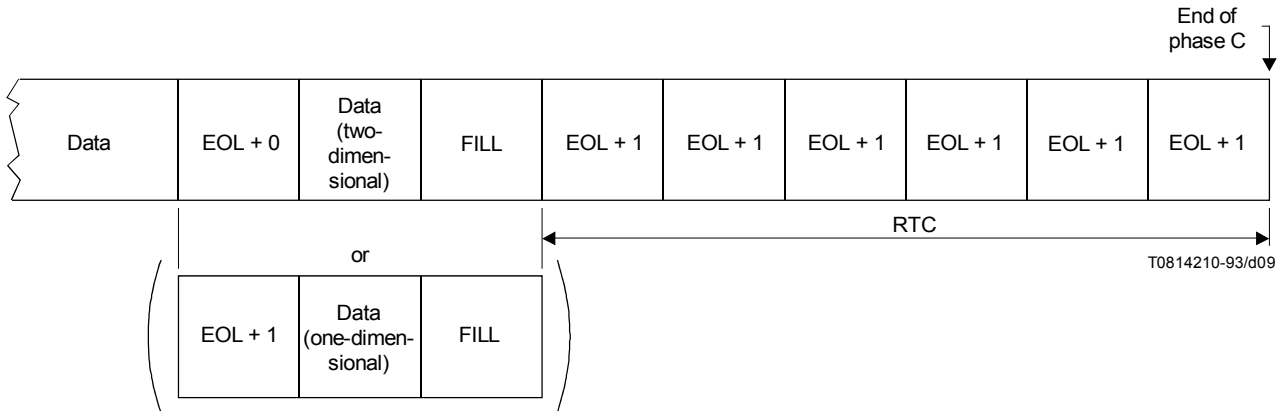 End of
phase C
Data
EOL + 0
Data
(two-
dimen-
sional)
FILL
EOL + 1
EOL + 1
EOL + 1
EOL + 1
EOL + 1
EOL + 1
RTC
T0814210-93/d09
or
EOL + 1
Data
(one-dimen-
sional)
FILL